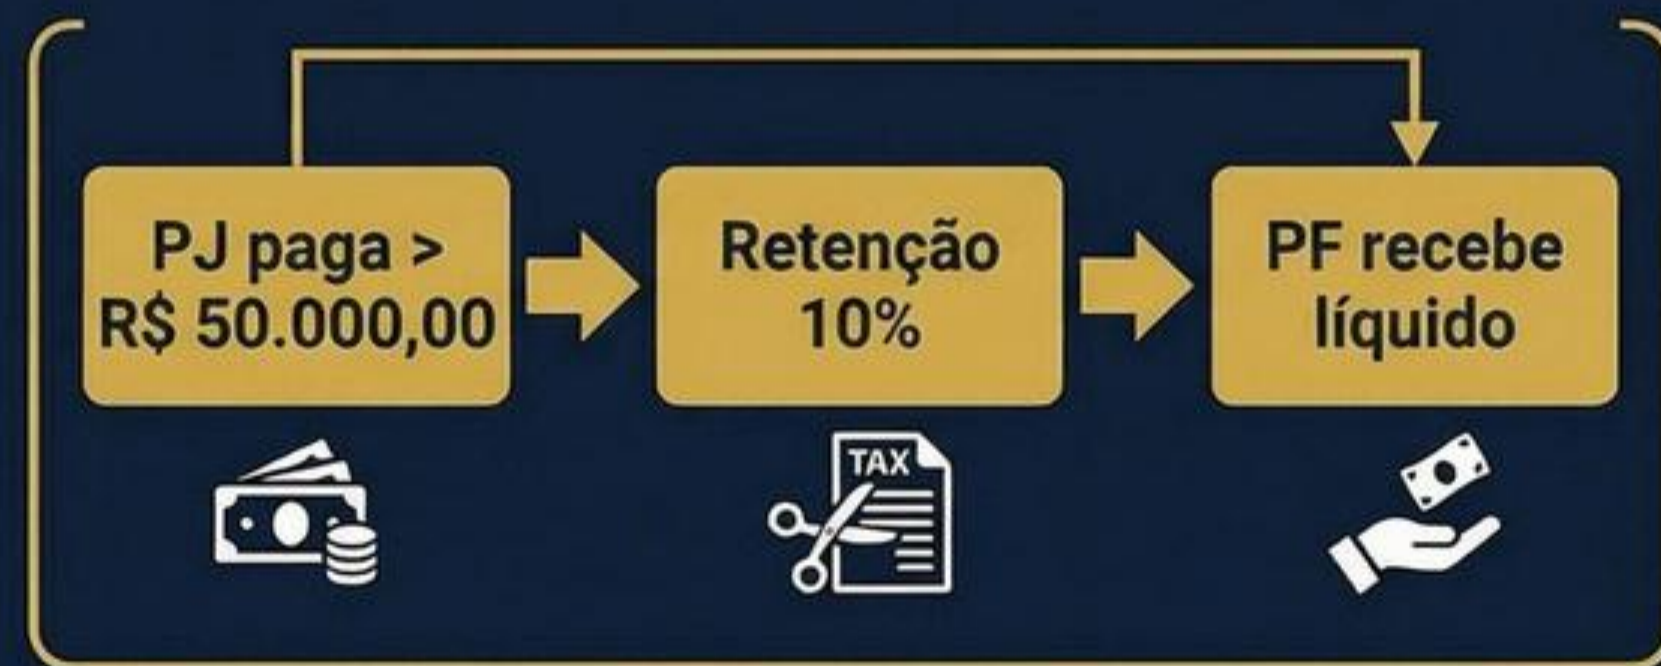 PJ paga >
R$ 50.000,00
Retenção
10%
PF recebe
líquido
TAX